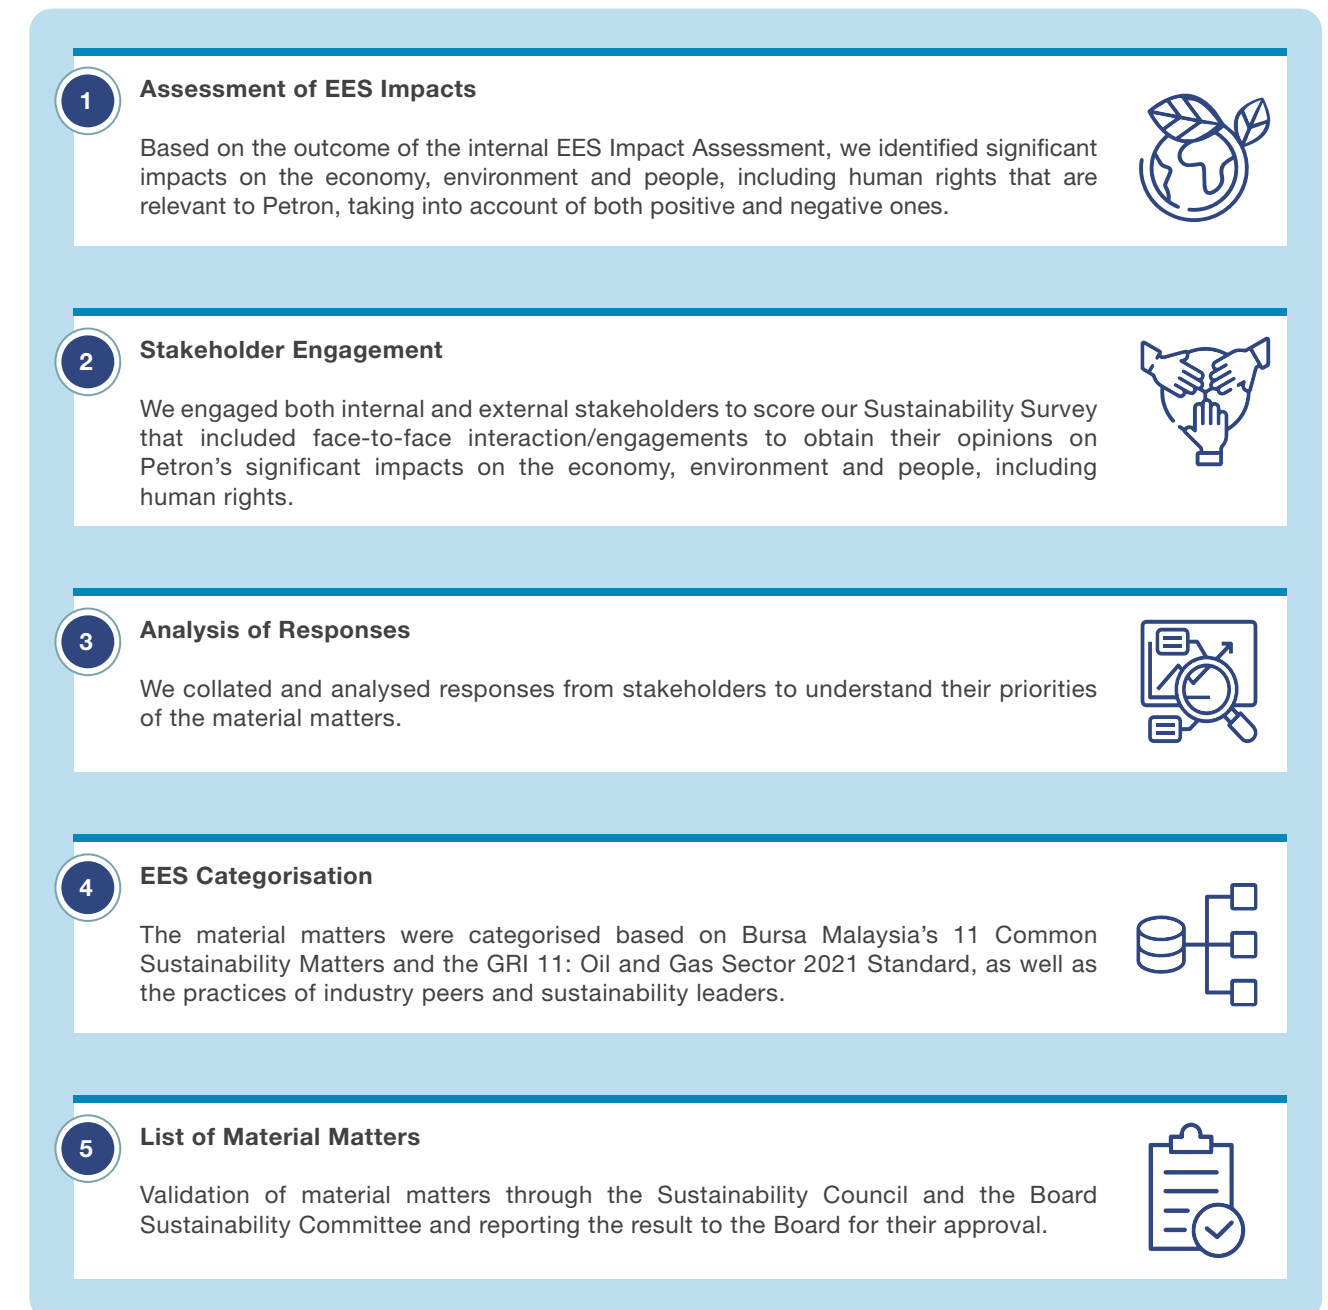 1
Assessment of EES Impacts
Based on the outcome of the internal EES Impact Assessment, we identified significant
impacts on the economy, environment and people, including human rights that are
relevant to Petron, taking into account of both positive and negative ones.
2
Stakeholder Engagement
We engaged both internal and external stakeholders to score our Sustainability Survey
that included face-to-face interaction/engagements to obtain their opinions on
Petron’s significant impacts on the economy, environment and people, including
human rights.
3
Analysis of Responses
We collated and analysed responses from stakeholders to understand their priorities
of the material matters.
4
EES Categorisation
The material matters were categorised based on Bursa Malaysia’s 11 Common
Sustainability Matters and the GRI 11: Oil and Gas Sector 2021 Standard, as well as
the practices of industry peers and sustainability leaders.
5
List of Material Matters
Validation of material matters through the Sustainability Council and the Board
Sustainability Committee and reporting the result to the Board for their approval.